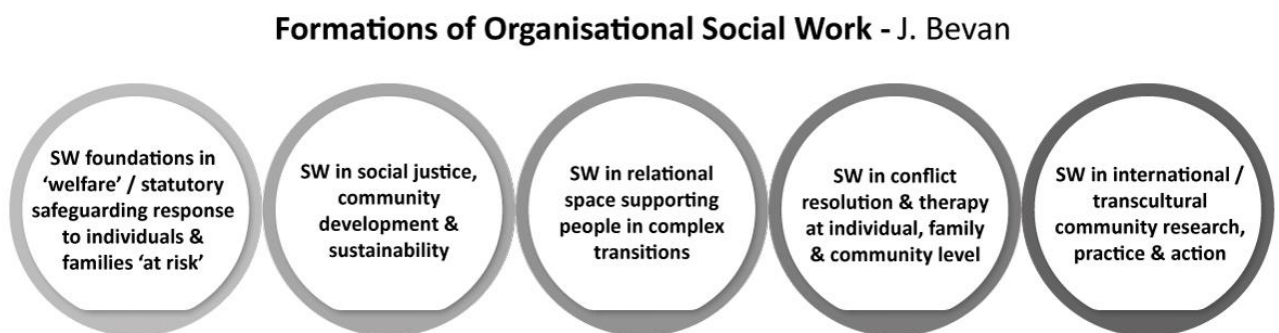 Formations of Organisational Social Work - J. Bevan
SW foundations in
‘welfare’ / statutory
safeguarding response
to individuals &
families ‘at risk’
SW in social justice,
community
development &
sustainability
SW in relational
space supporting
people in complex
transitions
SW in conflict
resolution & therapy
at individual, family
& community level
SW in international /
transcultural
community research,
practice & action